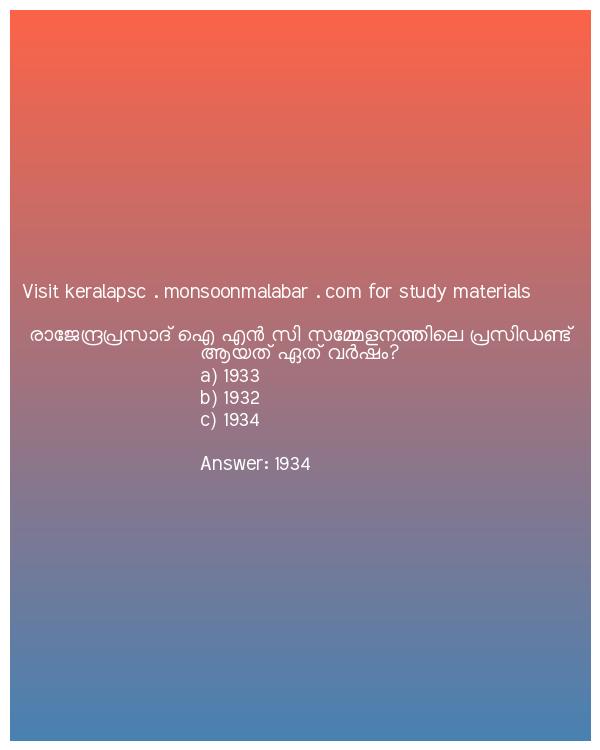 Visit keralapsc . monsoonmalabar . com for study materials
രാജേന്ദ്രപ്രസാദ് ഐ എൻ സി സമ്മേളനത്തിലെ പ്രസിഡണ്ട്
ആയത് ഏത് വർഷം?
a) 1933
b) 1932
c) 1934
Answer: 1934